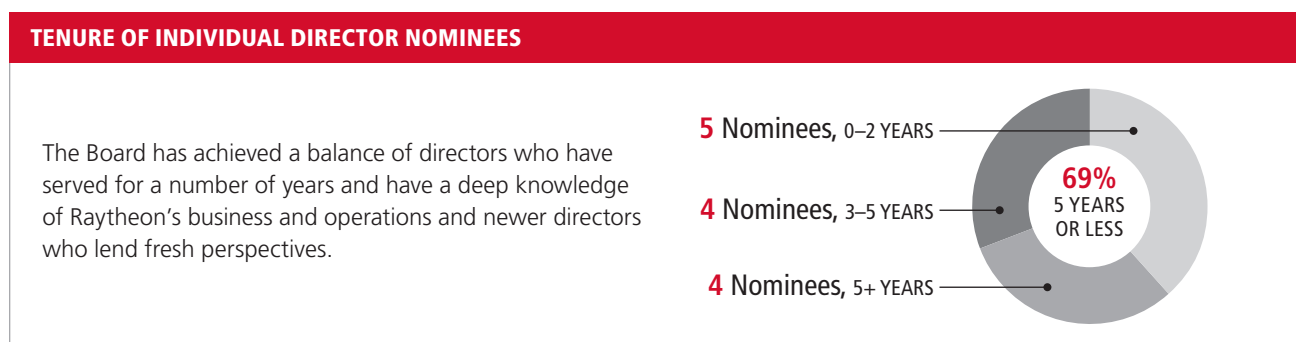 TENURE OF INDIVIDUAL DIRECTOR NOMINEES
The Board has achieved a balance of directors who have
served for a number of years and have a deep knowledge
of Raytheon’s business and operations and newer directors
who lend fresh perspectives.
5 Nominees, 0–2 YEARS
4 Nominees, 3–5 YEARS
4 Nominees, 5+ YEARS
69%
5 YEARS
OR LESS